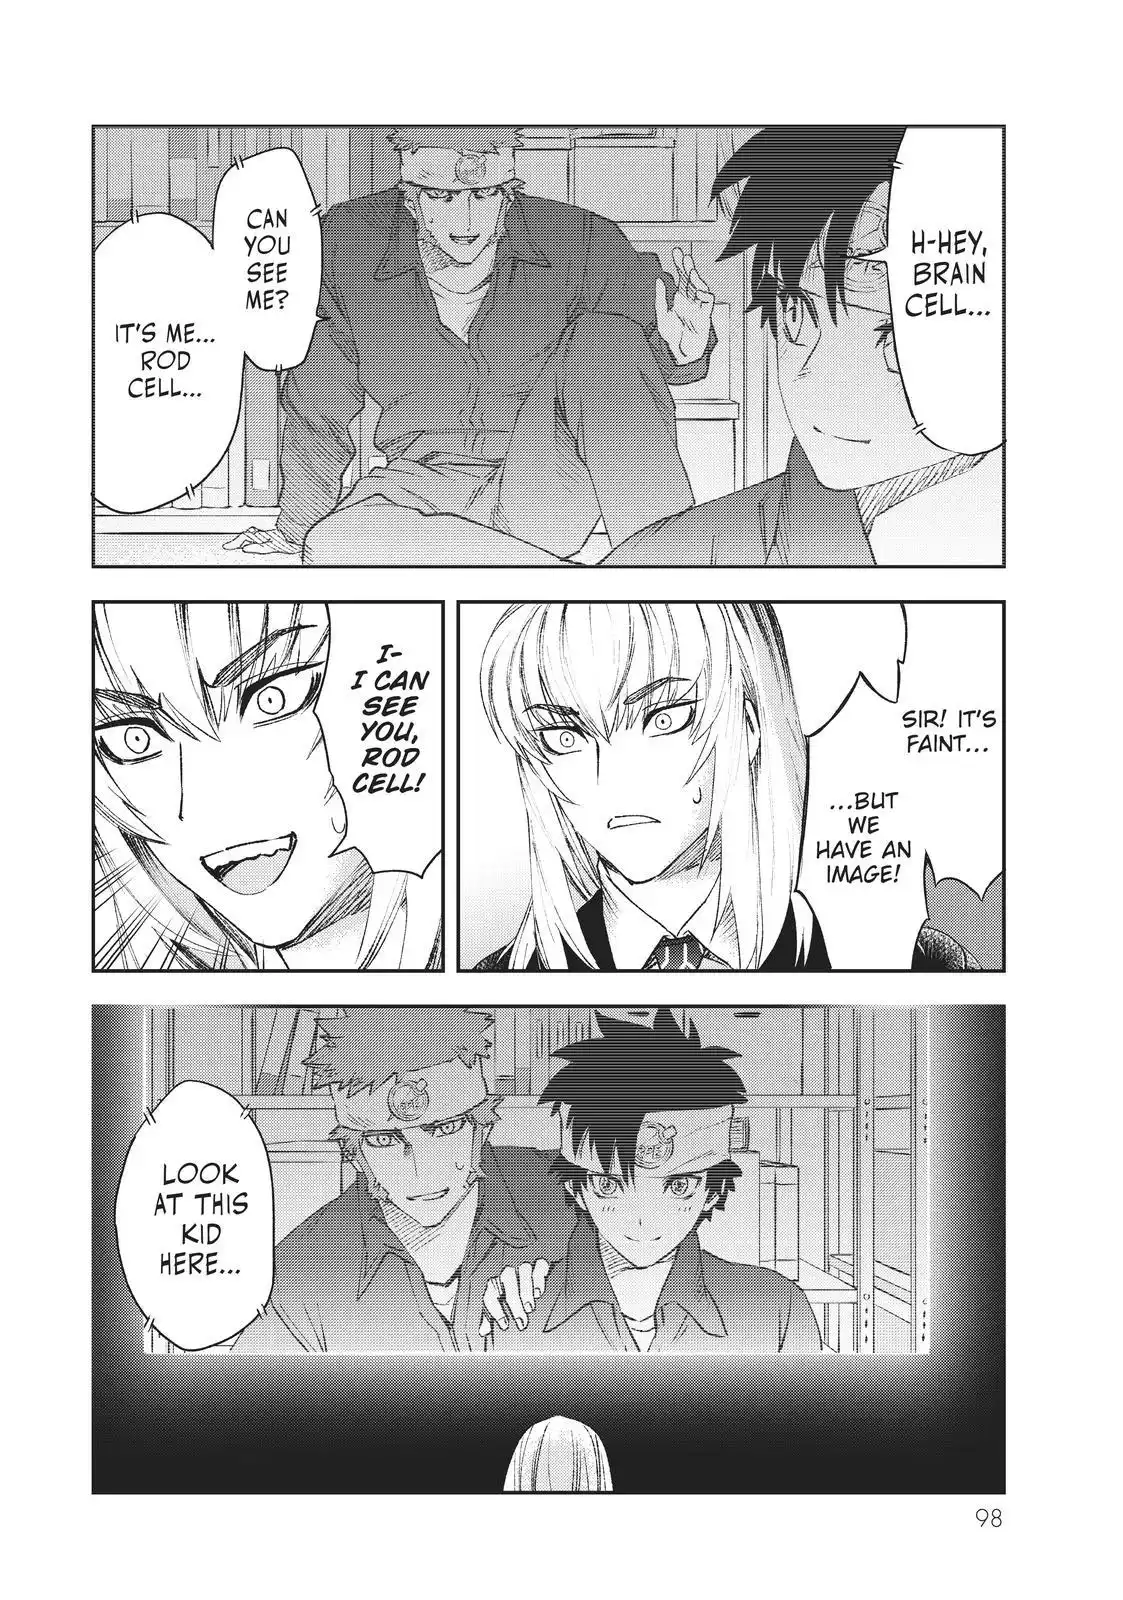 H-HEY,
BRAIN
CELL...
CAN
YOU
SEE
ME?
IT'S ME...
ROD
CELL...
SIR! IT'S
FAINT...
...BUT
WE
HAVE AN
IMAGE!
I-
I CAN
SEE
YOU,
ROD
CELL!
LOOK
AT THIS
KID
HERE...
98